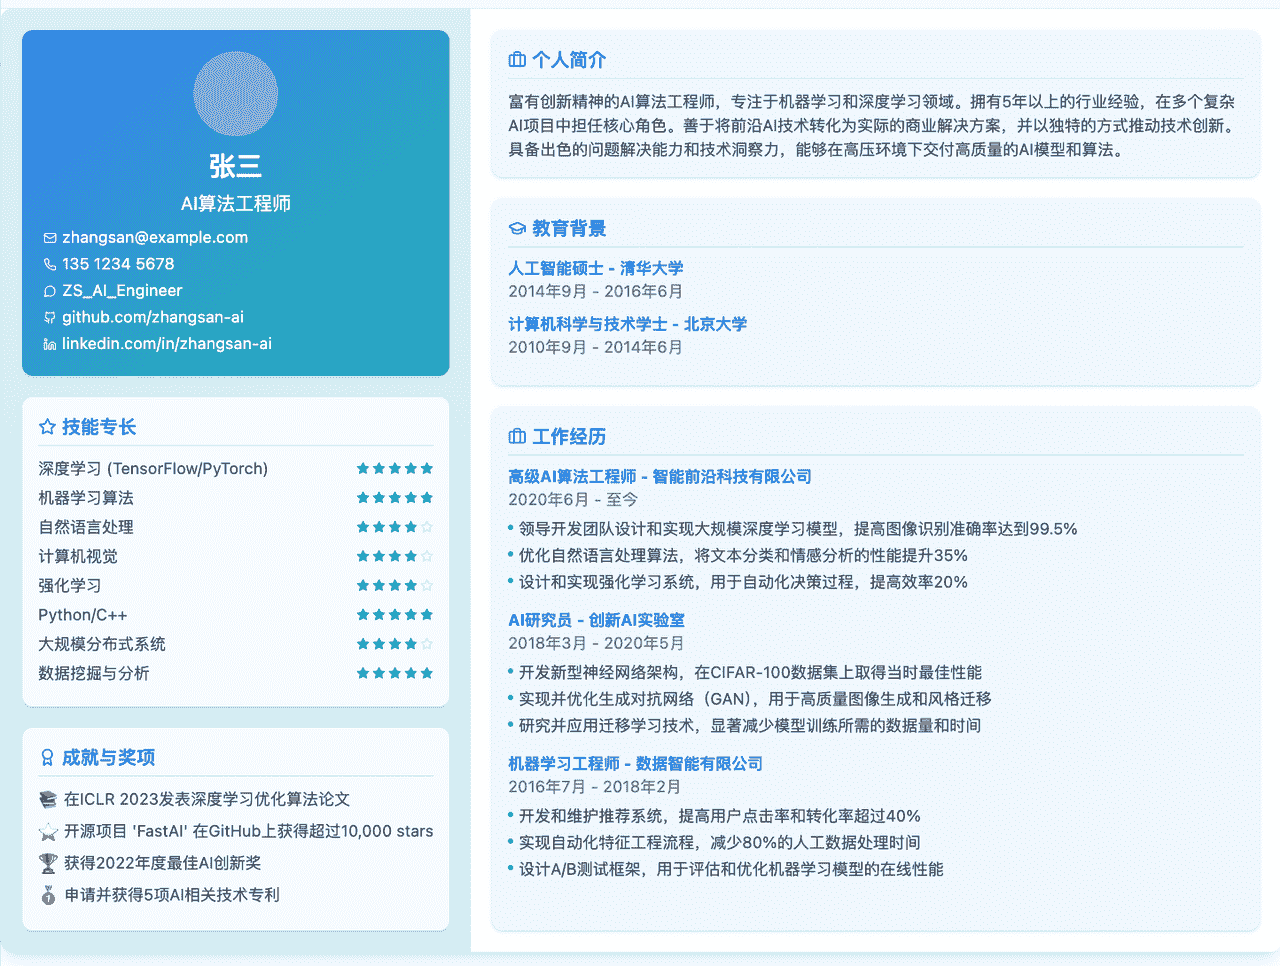 张三
AI算法工程师
zhangsan@example.com
135 1234 5678
ZS_AI_Engineer
github.com/zhangsan-ai
linkedin.com/in/zhangsan-ai
技能专长
深度学习 (TensorFlow/PyTorch)
机器学习算法
自然语言处理
计算机视觉
强化学习
Python/C++
大规模分布式系统
数据挖掘与分析
成就与奖项
在ICLR 2023发表深度学习优化算法论文
开源项目 'FastAI' 在GitHub上获得超过10,000 stars
获得2022年度最佳AI创新奖
申请并获得5项AI相关技术专利
个人简介
富有创新精神的AI算法工程师，专注于机器学习和深度学习领域。拥有5年以上的行业经验，在多个复杂
AI项目中担任核心角色。善于将前沿AI技术转化为实际的商业解决方案，并以独特的方式推动技术创新。
具备出色的问题解决能力和技术洞察力，能够在高压环境下交付高质量的AI模型和算法。
教育背景
人工智能硕士 - 清华大学
2014年9月 - 2016年6月
计算机科学与技术学士 - 北京大学
2010年9月 - 2014年6月
工作经历
高级AI算法工程师 - 智能前沿科技有限公司
2020年6月 - 至今
• 领导开发团队设计和实现大规模深度学习模型，提高图像识别准确率达到99.5%
• 优化自然语言处理算法，将文本分类和情感分析的性能提升35%
• 设计和实现强化学习系统，用于自动化决策过程，提高效率20%
AI研究员 - 创新AI实验室
2018年3月 - 2020年5月
• 开发新型神经网络架构，在CIFAR-100数据集上取得当时最佳性能
• 实现并优化生成对抗网络（GAN），用于高质量图像生成和风格迁移
• 研究并应用迁移学习技术，显著减少模型训练所需的数据量和时间
机器学习工程师 - 数据智能有限公司
2016年7月 - 2018年2月
• 开发和维护推荐系统，提高用户点击率和转化率超过40%
• 实现自动化特征工程流程，减少80%的人工数据处理时间
• 设计A/B测试框架，用于评估和优化机器学习模型的在线性能